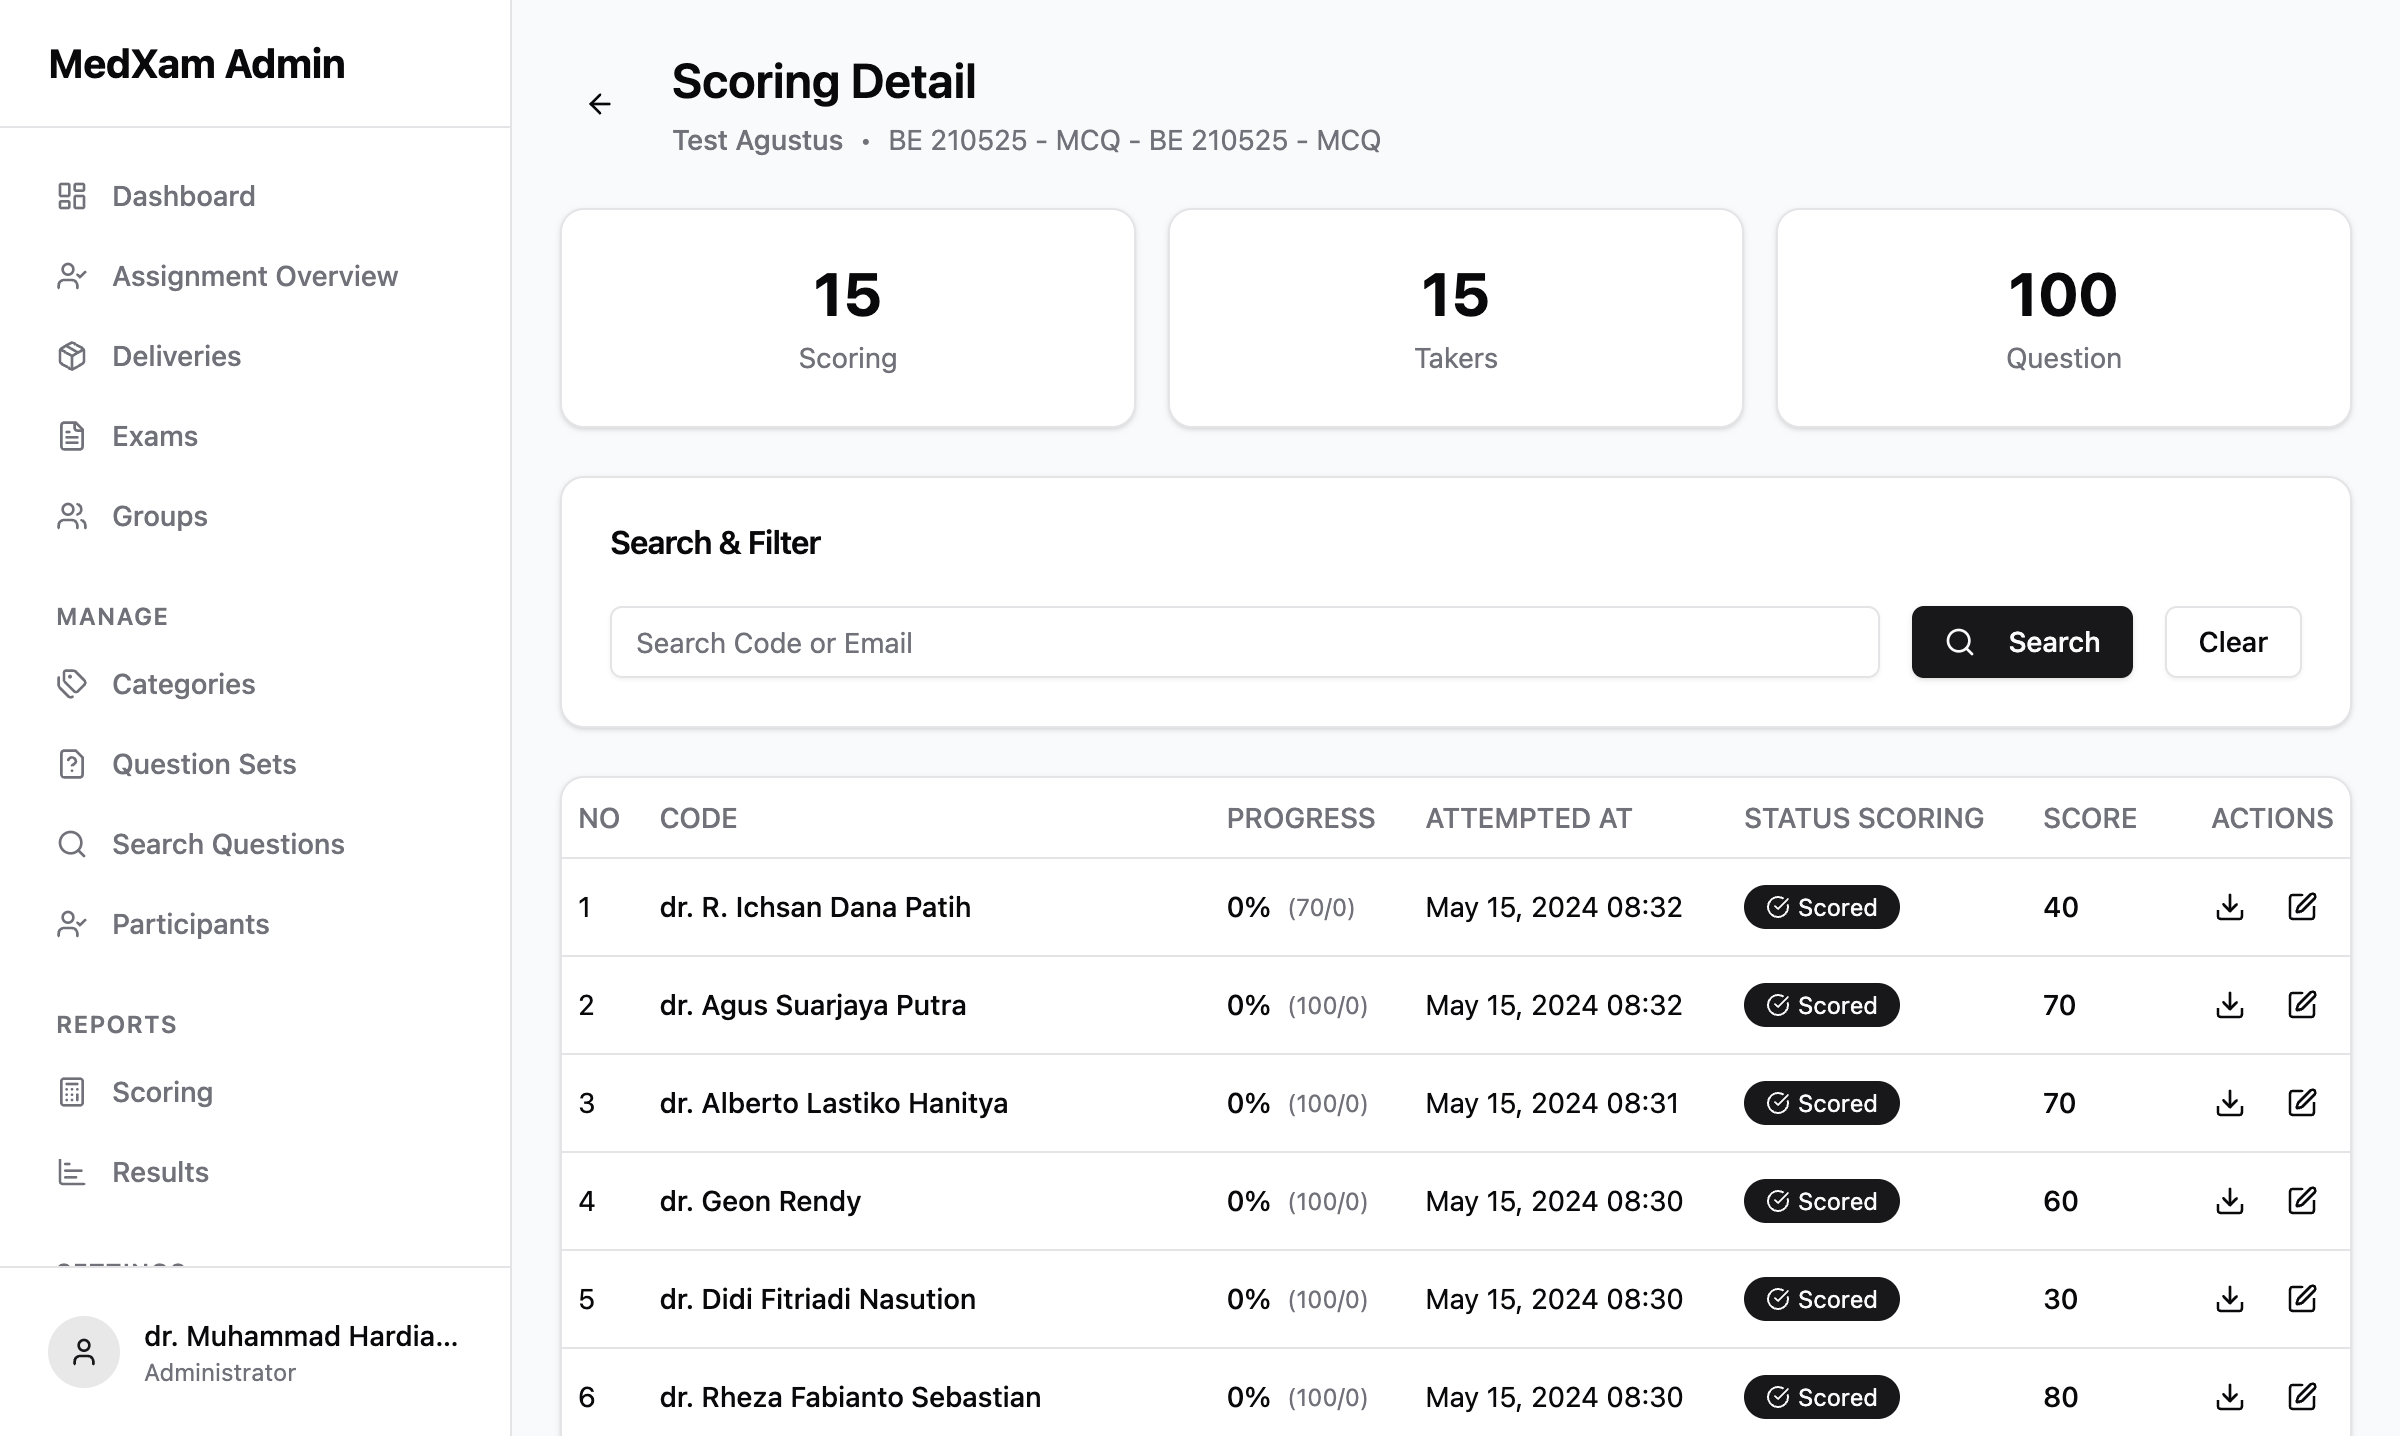 MedXam Admin
Dashboard
Assignment Overview
Deliveries
Exams
Groups
MANAGE
Categories
Question Sets
Search Questions
Participants
REPORTS
Scoring
Results
SETTINGS
dr. Muhammad Hardia...
Administrator
Scoring Detail
Test Agustus • BE 210525 - MCQ - BE 210525 - MCQ
15
Scoring
15
Takers
100
Question
Search & Filter
Search Code or Email
Search
Clear
NO CODE PROGRESS ATTEMPTED AT STATUS SCORING SCORE ACTIONS
1 dr. R. Ichsan Dana Patih 0% (70/0) May 15, 2024 08:32 Scored 40
2 dr. Agus Suarjaya Putra 0% (100/0) May 15, 2024 08:32 Scored 70
3 dr. Alberto Lastiko Hanitya 0% (100/0) May 15, 2024 08:31 Scored 70
4 dr. Geon Rendy 0% (100/0) May 15, 2024 08:30 Scored 60
5 dr. Didi Fitriadi Nasution 0% (100/0) May 15, 2024 08:30 Scored 30
6 dr. Rheza Fabianto Sebastian 0% (100/0) May 15, 2024 08:30 Scored 80